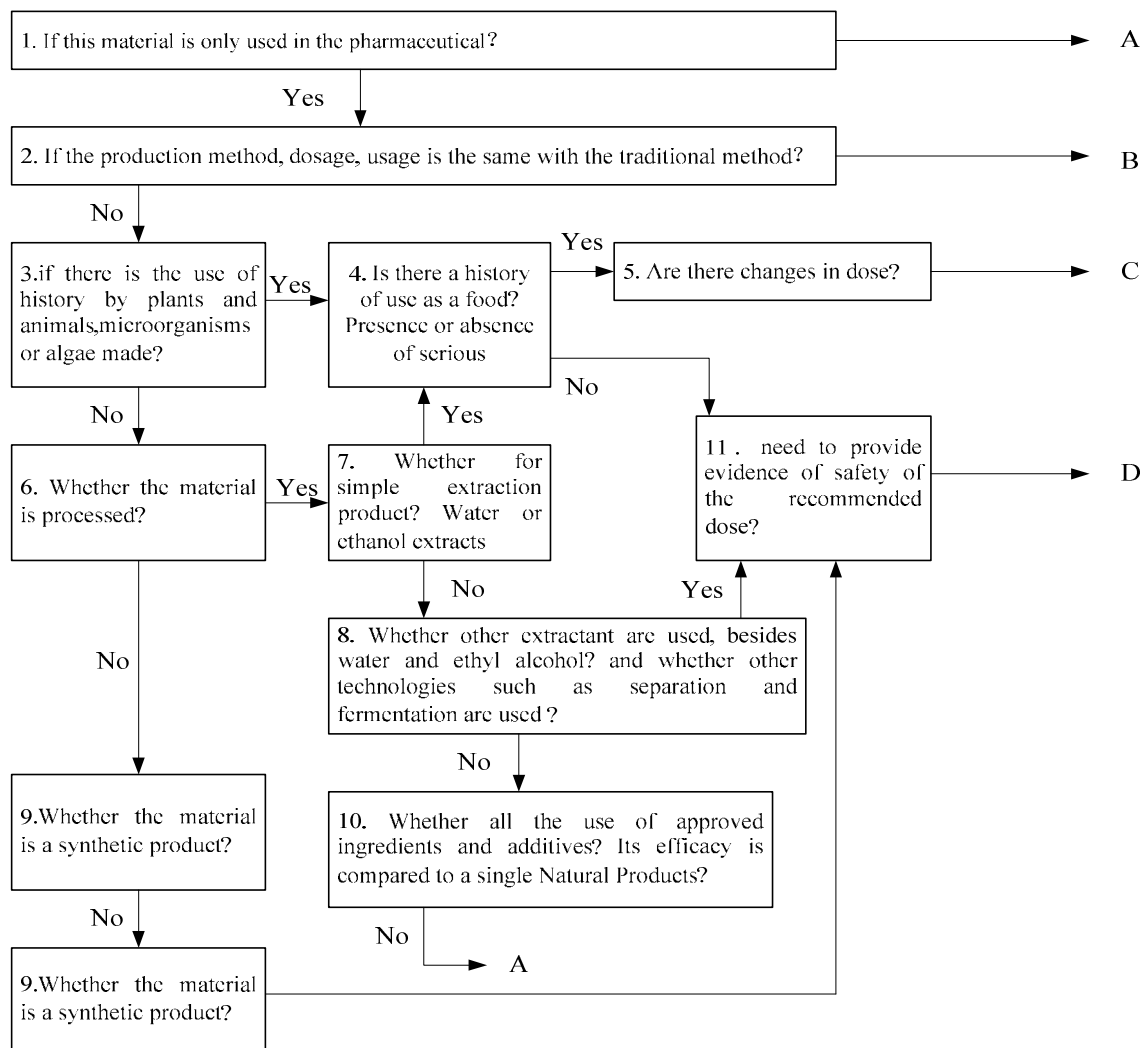 1. If this material is only used in the pharmaceutical?
A
Yes
2. If the production method, dosage, usage is the same with the traditional method?
B
No
3.if there is the use of
history by plants and
animals,microorganisms
or algae made?
Yes
4. Is there a history
of use as a food?
Presence or absence
of serious
Yes
5. Are there changes in dose?
C
No
No
Yes
6. Whether the material
is processed?
Yes
7. Whether for
simple extraction
product? Water or
ethanol extracts
11 . need to provide
evidence of safety of
the recommended
dose?
D
No
Yes
No
8. Whether other extractant are used, besides
water and ethyl alcohol? and whether other
technologies such as separation and
fermentation are used ?
No
9.Whether the material
is a synthetic product?
10. Whether all the use of approved
ingredients and additives? Its efficacy is
compared to a single Natural Products?
No
No
A
9.Whether the material
is a synthetic product?